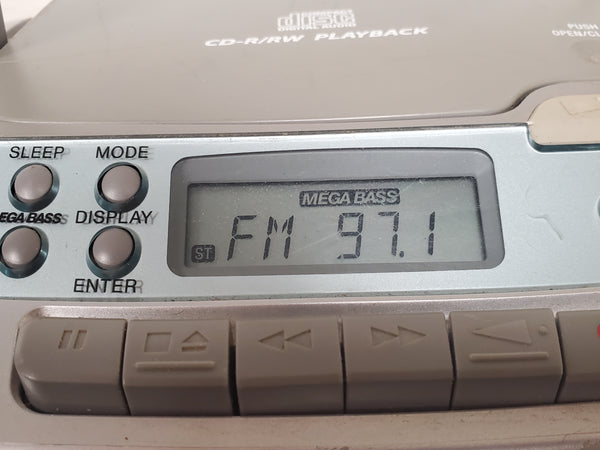 COMPACT
disc
DIGITAL AUDIO
CD-R/RW PLAYBACK
PUSH
SLEEP MODE
MEGA BASS
MEGA BASS DISPLAY
ST FM 97.1
ENTER